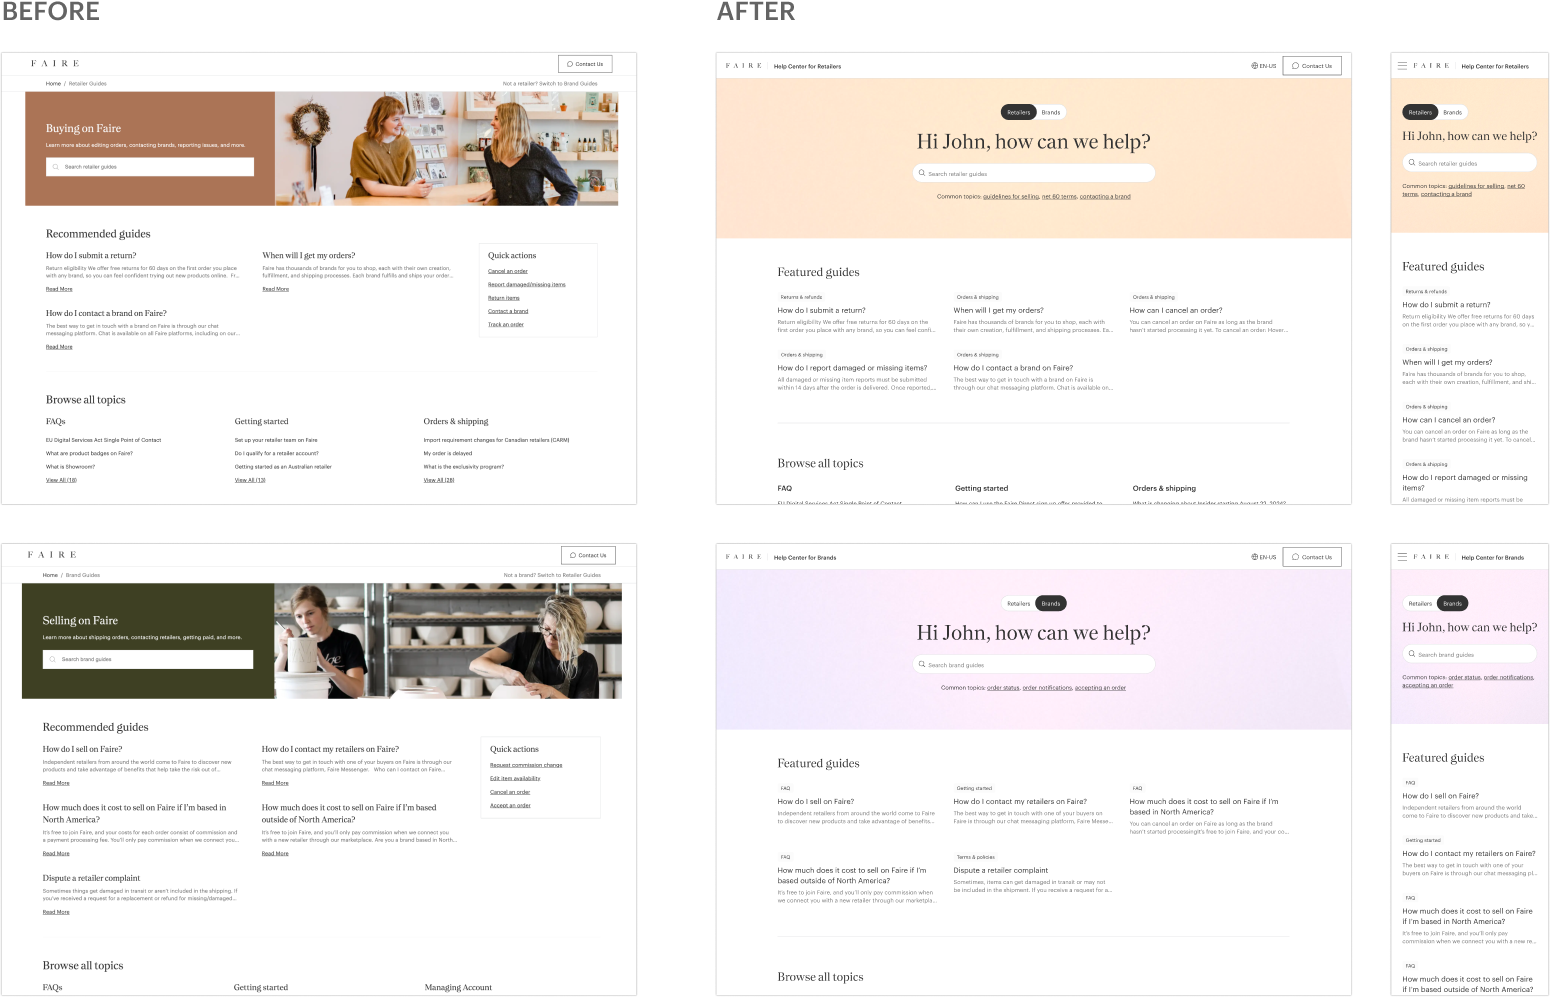 BEFORE
AFTER
FAIRE
Contact Us
Home / Retailer Guides
Not a retailer? Switch to Brand Guides
Buying on Faire
Learn more about editing orders, contacting brands, reporting issues, and more.
Search retailer guides
Recommended guides
How do I submit a return?
Return eligibility We offer free returns for 60 days on the first order you place
with any brand, so you can feel confident trying out new products online. Fr...
Read More
When will I get my orders?
Faire has thousands of brands for you to shop, each with their own creation,
fulfillment, and shipping processes. Each brand fulfills and ships your order...
Read More
How do I contact a brand on Faire?
The best way to get in touch with a brand on Faire is through our chat
messaging platform. Chat is available on all Faire platforms, including on our...
Read More
Quick actions
Cancel an order
Report damaged/missing items
Return items
Contact a brand
Track an order
Browse all topics
FAQs
EU Digital Services Act Single Point of Contact
What are product badges on Faire?
What is Showroom?
View All (18)
Getting started
Set up your retailer team on Faire
Do I qualify for a retailer account?
Getting started as an Australian retailer
View All (13)
Orders & shipping
Import requirement changes for Canadian retailers (CARM)
My order is delayed
What is the exclusivity program?
View All (28)
FAIRE Help Center for Retailers
EN-US
Contact Us
Retailers Brands
Hi John, how can we help?
Search retailer guides
Common topics: guidelines for selling, net 60 terms, contacting a brand
Featured guides
Returns & refunds
How do I submit a return?
Return eligibility We offer free returns for 60 days on the
first order you place with any brand, so you can feel confi...
Orders & shipping
When will I get my orders?
Faire has thousands of brands for you to shop, each with
their own creation, fulfillment, and shipping processes. Ea...
Orders & shipping
How can I cancel an order?
You can cancel an order on Faire as long as the brand
hasn't started processing it yet. To cancel an order. Hover...
Orders & shipping
How do I report damaged or missing items?
All damaged or missing item reports must be submitted
within 14 days after the order is delivered. Once reported,...
Orders & shipping
How do I contact a brand on Faire?
The best way to get in touch with a brand on Faire is
through our chat messaging platform. Chat is available on...
Browse all topics
FAQ
EU Digital Services Act Single Point of Contact
Getting started
How can I use the Faire Direct sign up offer provided to
Orders & shipping
What is changing about Insider starting August 22, 2024?
FAIRE Help Center for Retailers
Retailers Brands
Hi John, how can we help?
Search retailer guides
Common topics: guidelines for selling, net 60
terms, contacting a brand
Featured guides
Returns & refunds
How do I submit a return?
Return eligibility We offer free returns for 60 days
on the first order you place with any brand, so y...
Orders & shipping
When will I get my orders?
Faire has thousands of brands for you to shop,
each with their own creation, fulfillment, and shi...
Orders & shipping
How can I cancel an order?
You can cancel an order on Faire as long as the
brand hasn't started processing it yet. To cancel...
Orders & shipping
How do I report damaged or missing
items?
All damaged or missing item reports must be
FAIRE
Contact Us
Home / Brand Guides
Not a brand? Switch to Retailer Guides
Selling on Faire
Learn more about shipping orders, contacting retailers, getting paid, and more.
Search brand guides
Recommended guides
How do I sell on Faire?
Independent retailers from around the world come to Faire to discover new
products and take advantage of benefits that help take the risk out of...
Read More
How do I contact my retailers on Faire?
The best way to get in touch with one of your buyers on Faire is through our
chat messaging platform, Faire Messenger. Who can I contact on Faire...
Read More
How much does it cost to sell on Faire if I'm based in
North America?
It's free to join Faire, and your costs for each order consist of commission and
a payment processing fee. You'll only pay commission when we connect you...
Read More
How much does it cost to sell on Faire if I'm based
outside of North America?
It's free to join Faire, and you'll only pay commission when we connect you
with a new retailer through our marketplace. Are you a brand based in North...
Read More
Dispute a retailer complaint
Sometimes things get damaged in transit or aren't included in the shipping. If
you've received a request for a replacement or refund for missing/damaged...
Read More
Quick actions
Request commission change
Edit item availability
Cancel an order
Accept an order
Browse all topics
FAQs
Getting started
Managing Account
FAIRE Help Center for Brands
EN-US
Contact Us
Retailers Brands
Hi John, how can we help?
Search brand guides
Common topics: order status, order notifications, accepting an order
Featured guides
FAQ
How do I sell on Faire?
Independent retailers from around the world come to Faire
to discover new products and take advantage of benefits...
Getting started
How do I contact my retailers on Faire?
The best way to get in touch with one of your buyers on
Faire is through our chat messaging platform, Faire Messe...
How much does it cost to sell on Faire if I'm
based in North America?
You can cancel an order on Faire as long as the brand
hasn't started processingIt's free to join Faire, and your co...
FAQ
How much does it cost to sell on Faire if I'm
based outside of North America?
It's free to join Faire, and you'll only pay commission when
we connect you with a new retailer through our marketpla...
Terms & policies
Dispute a retailer complaint
Sometimes, items can get damaged in transit or may not
be included in the shipment. If you receive a request for a...
Browse all topics
FAIRE Help Center for Brands
Retailers Brands
Hi John, how can we help?
Search brand guides
Common topics: order status, order notifications,
accepting an order
Featured guides
FAQ
How do I sell on Faire?
Independent retailers from around the world
come to Faire to discover new products and take...
Getting started
How do I contact my retailers on Faire?
The best way to get in touch with one of your
buyers on Faire is through our chat messaging pl...
FAQ
How much does it cost to sell on Faire
if I'm based in North America?
It's free to join Faire, and you'll only pay
commission when we connect you with a new re...
FAQ
How much does it cost to sell on Faire
if I'm based outside of North America?